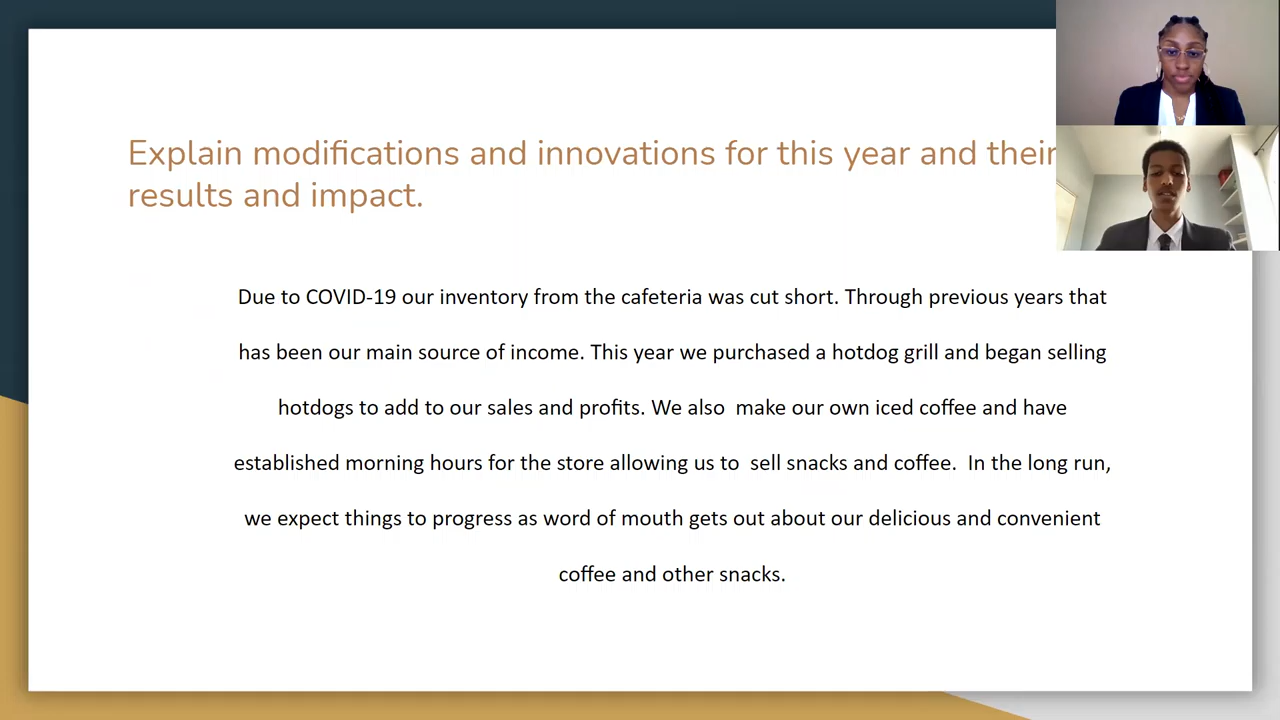 Explain modifications and innovations for this year and their
results and impact.
Due to COVID-19 our inventory from the cafeteria was cut short. Through previous years that
has been our main source of income. This year we purchased a hotdog grill and began selling
hotdogs to add to our sales and profits. We also  make our own iced coffee and have
established morning hours for the store allowing us to  sell snacks and coffee.  In the long run,
we expect things to progress as word of mouth gets out about our delicious and convenient
coffee and other snacks.